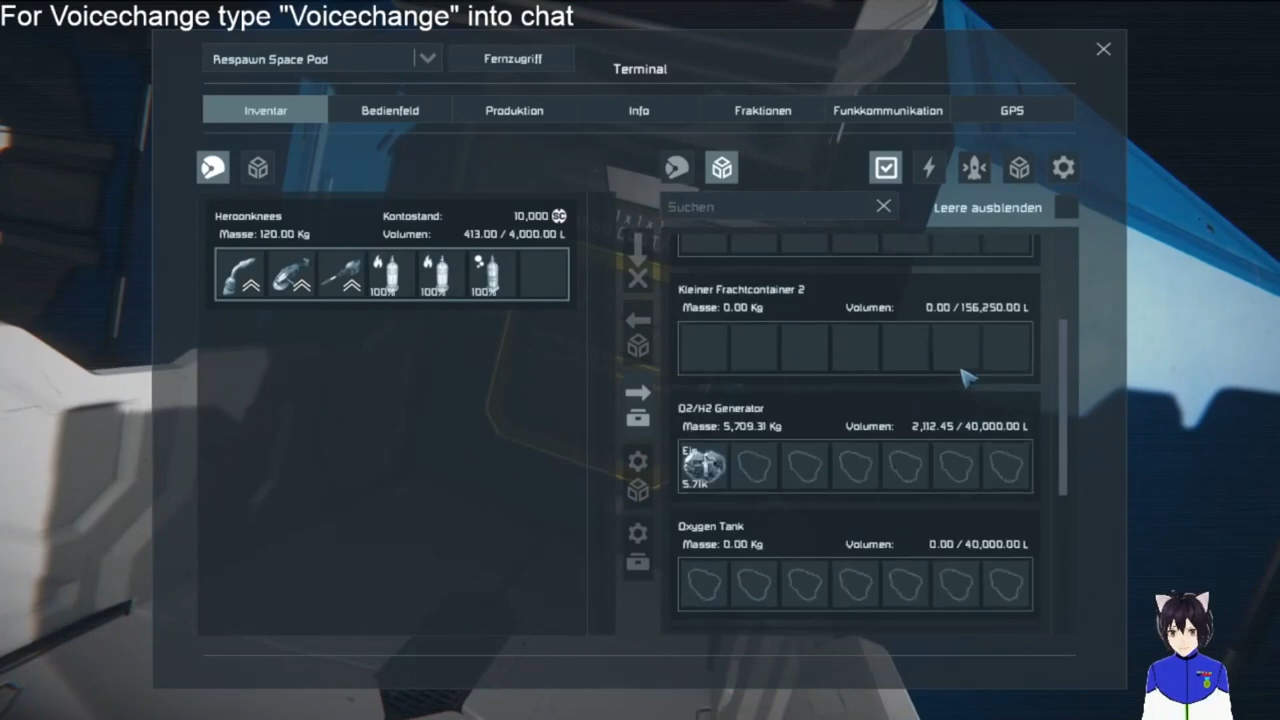 For Voicechange type "Voicechange" into chat
Respawn Space Pod
Fernzugriff
Terminal
Inventar
Bedienfeld
Produktion
Info
Fraktionen
Funkkommunikation
GPS
Suchen
Leere ausblenden
Heroonknees
Kontostand: 10,000 SC
Masse: 120.00 Kg
Volumen: 413.00 / 4,000.00 L
100%
100%
100%
Kleiner Frachtcontainer 2
Masse: 0.00 Kg
Volumen: 0.00 / 156,250.00 L
O2/H2 Generator
Masse: 5,709.31 Kg
Volumen: 2,112.45 / 40,000.00 L
Eis
5.71k
Oxygen Tank
Masse: 0.00 Kg
Volumen: 0.00 / 40,000.00 L